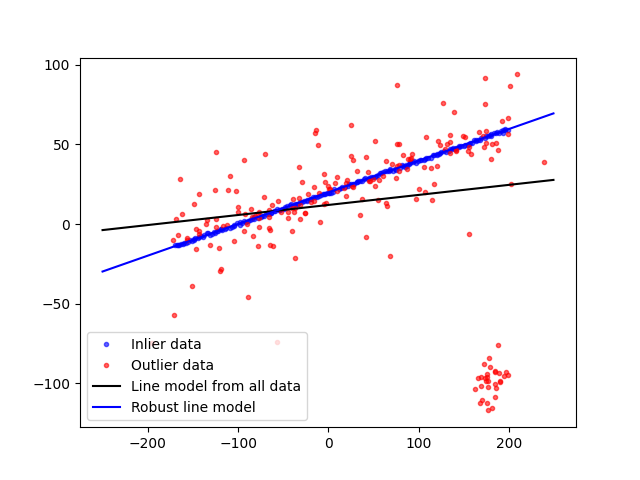 100
50
0
−50
−100
Inlier data
Outlier data
Line model from all data
Robust line model
−200
−100
0
100
200